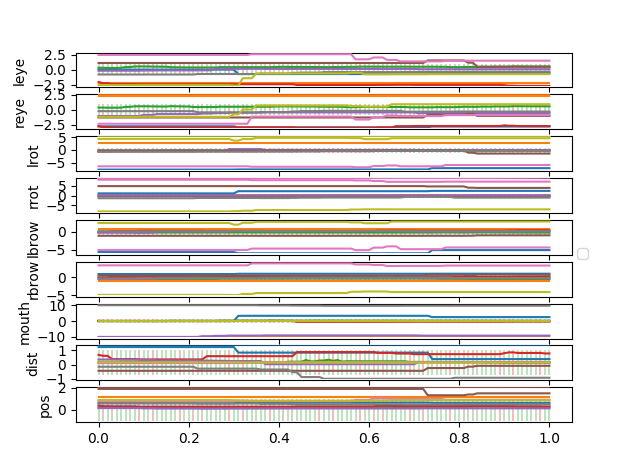 leye 2.5 0.0 −2.5
reye 2.5 0.0 −2.5
lrot 5 0 −5
rrot 5 0 −5
lbrow 0
rbrow 0 −5
mouth 10 0 −10
dist 1 0 −1
pos 2 0
0.0 0.2 0.4 0.6 0.8 1.0